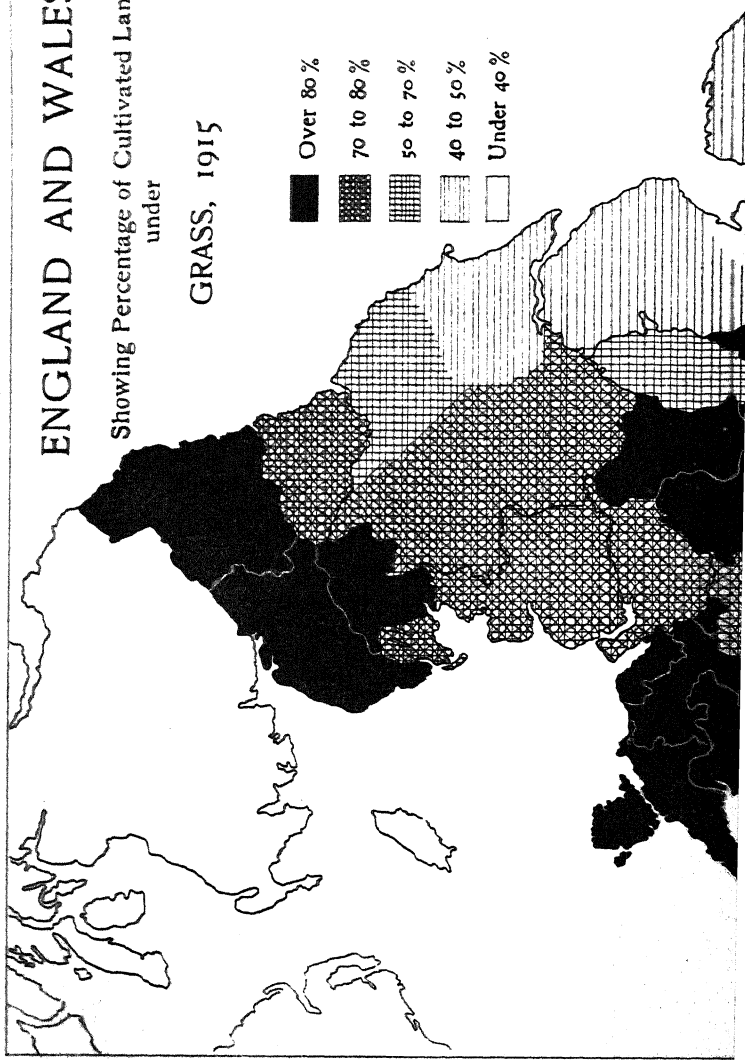 ENGLAND AND WALES
Showing Percentage of Cultivated Lan
under
GRASS, 1915
Over 80%
70 to 80%
50 to 70%
40 to 50%
Under 40%